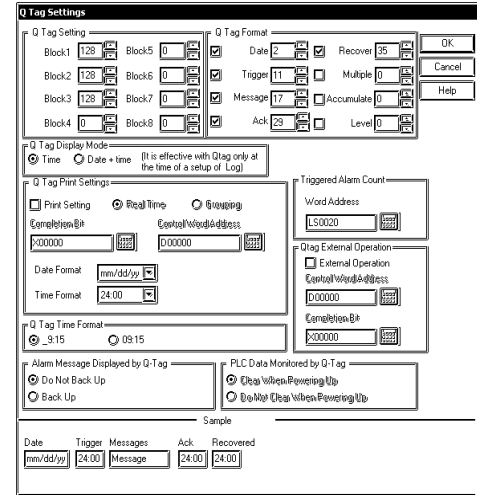 Q Tag Settings
Q Tag Setting
Block1 128 Block5 0
Block2 128 Block6 0
Block3 128 Block7 0
Block4 0 Block8 0
Q Tag Format
Date 2 Recover 35
Trigger 11 Multiple 0
Message 17 Accumulate 0
Ack 29 Level 0
OK
Cancel
Help
Q Tag Display Mode
Time Date + time (It is effective with Qtag only at
the time of a setup of Log)
Q Tag Print Settings
Print Setting Real Time Grouping
Completion Bit Control Word Address
X00000 D00000
Date Format mm/dd/yy
Time Format 24:00
Triggered Alarm Count
Word Address
LS0020
Qtag External Operation
External Operation
Control Word Address
D00000
Completion Bit
X00000
Q Tag Time Format
_9:15 09:15
Alarm Message Displayed by Q-Tag
Do Not Back Up
Back Up
PLC Data Monitored by Q-Tag
Clear When Powering Up
Do Not Clear When Powering Up
Sample
Date Trigger Messages Ack Recovered
mm/dd/yy 24:00 Message 24:00 24:00